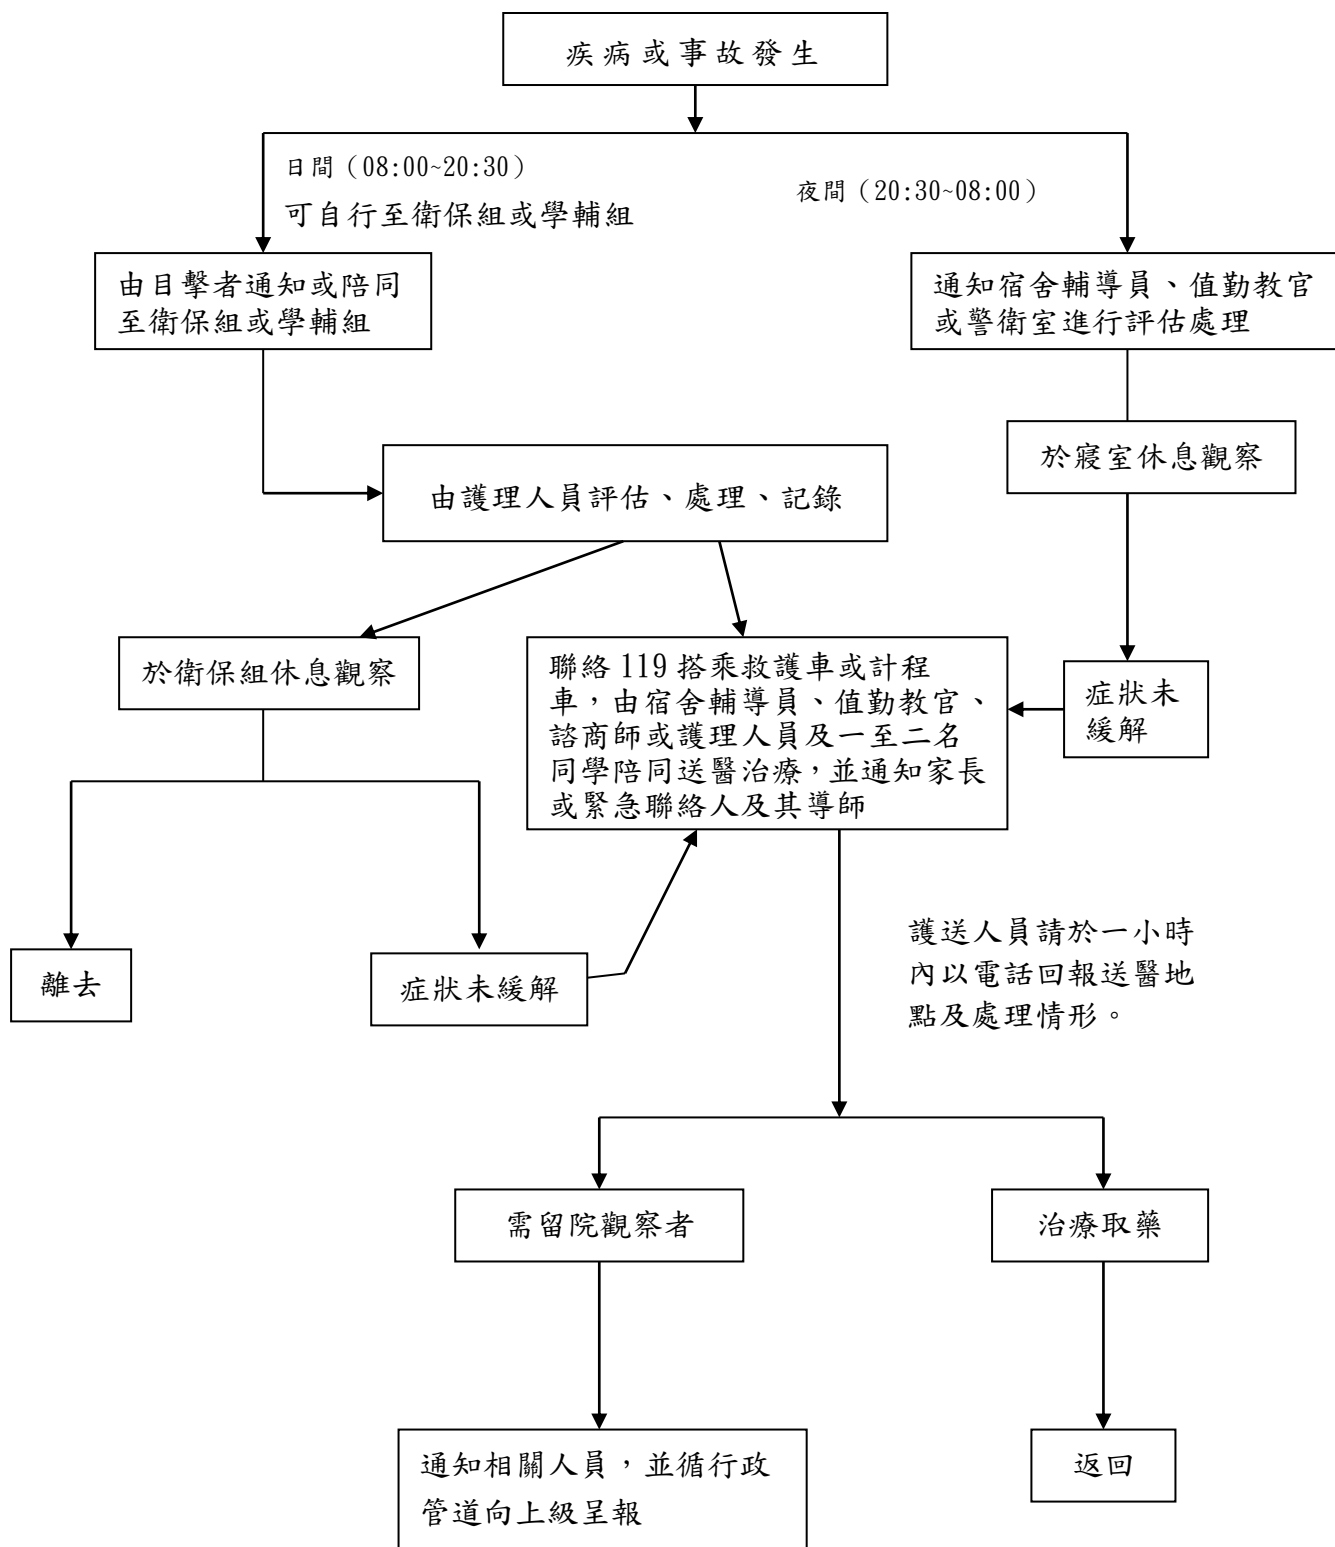 疾病或事故發生
日間（08:00~20:30）
可自行至衛保組或學輔組
夜間（20:30~08:00）
由目擊者通知或陪同
至衛保組或學輔組
通知宿舍輔導員、值勤教官
或警衛室進行評估處理
於寢室休息觀察
由護理人員評估、處理、記錄
於衛保組休息觀察
聯絡 119 搭乘救護車或計程
車，由宿舍輔導員、值勤教官、
諮商師或護理人員及一至二名
同學陪同送醫治療，並通知家長
或緊急聯絡人及其導師
症狀未
緩解
離去
症狀未緩解
護送人員請於一小時
內以電話回報送醫地
點及處理情形。
需留院觀察者
治療取藥
通知相關人員，並循行政
管道向上級呈報
返回